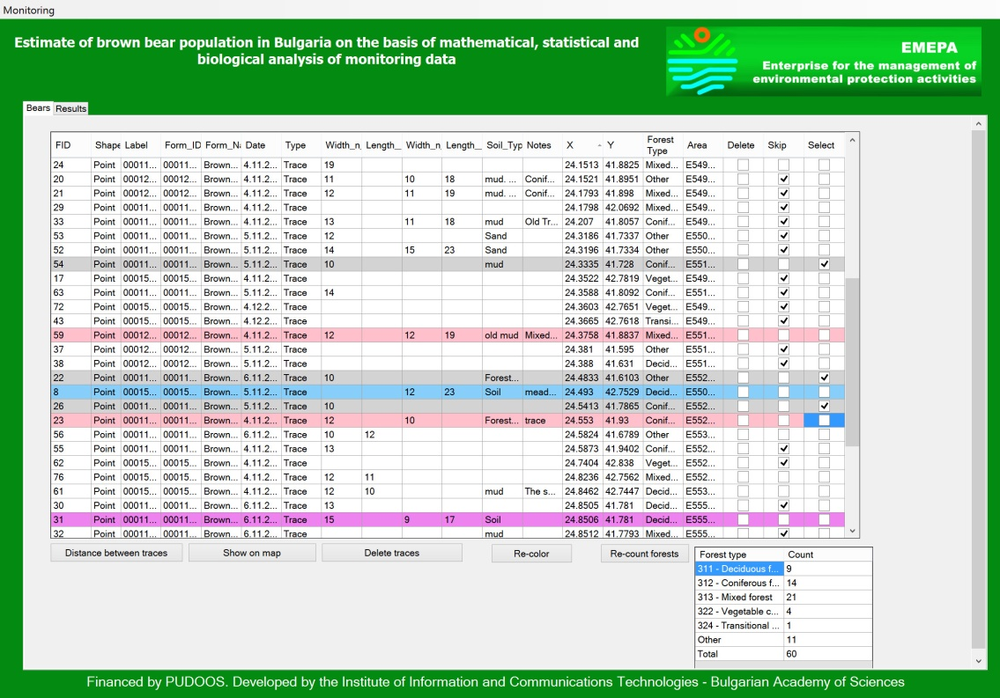 Monitoring
Estimate of brown bear population in Bulgaria on the basis of mathematical, statistical and
biological analysis of monitoring data
EMEPA
Enterprise for the management of
environmental protection activities
Bears Results
FID Shape Label Form_ID Form_Na Date Type Width_n Length_ Width_n Length_ Soil_Typ Notes X Y Forest Type Area Delete Skip Select
24 Point 00011... 00011... Brown... 4.11.2... Trace 19 24.1513 41.8825 Mixed... E549...
20 Point 00012... 00012... Brown... 4.11.2... Trace 11 10 18 mud. ... Conif... 24.1521 41.8951 Other E549...
21 Point 00012... 00012... Brown... 4.11.2... Trace 12 11 19 mud. ... Conif... 24.1793 41.898 Mixed... E549...
29 Point 00011... 00011... Brown... 4.11.2... Trace 24.1798 42.0692 Mixed... E549...
33 Point 00011... 00011... Brown... 4.11.2... Trace 13 11 18 mud Old Tr... 24.207 41.8057 Conif... E549...
53 Point 00011... 00011... Brown... 5.11.2... Trace 12 Sand 24.3186 41.7337 Other E550...
52 Point 00011... 00011... Brown... 5.11.2... Trace 14 15 23 Sand 24.3196 41.7334 Other E550...
54 Point 00011... 00011... Brown... 5.11.2... Trace 10 mud 24.3335 41.728 Conif... E551...
17 Point 00015... 00015... Brown... 4.11.2... Trace 24.3522 42.7819 Veget... E549...
63 Point 00011... 00011... Brown... 5.11.2... Trace 14 24.3588 41.8092 Conif... E551...
72 Point 00015... 00015... Brown... 4.12.2... Trace 24.3603 42.7651 Veget... E549...
43 Point 00015... 00015... Brown... 4.12.2... Trace 24.3665 42.7618 Transi... E549...
59 Point 00012... 00012... Brown... 4.11.2... Trace 12 12 19 old mud Mixed... 24.3758 41.8837 Mixed... E551...
37 Point 00012... 00012... Brown... 5.11.2... Trace 24.381 41.595 Other E551...
38 Point 00012... 00012... Brown... 5.11.2... Trace 24.388 41.631 Decid... E551...
22 Point 00011... 00011... Brown... 6.11.2... Trace 10 Forest... 24.4833 41.6103 Other E552...
8 Point 00015... 00015... Brown... 5.11.2... Trace 12 23 Soil mead... 24.493 42.7529 Decid... E550...
26 Point 00011... 00011... Brown... 5.11.2... Trace 10 24.5413 41.7865 Conif... E552...
23 Point 00011... 00011... Brown... 4.11.2... Trace 12 10 Forest... trace 24.553 41.93 Conif... E552...
56 Point 00011... 00011... Brown... 6.11.2... Trace 10 12 24.5824 41.6789 Other E553...
55 Point 00011... 00011... Brown... 4.11.2... Trace 13 24.5873 41.9402 Conif... E552...
62 Point 00015... 00015... Brown... 4.11.2... Trace 24.7404 42.838 Veget... E552...
76 Point 00015... 00015... Brown... 4.11.2... Trace 12 11 24.8236 42.7562 Mixed... E552...
61 Point 00015... 00015... Brown... 4.11.2... Trace 12 10 mud The s... 24.8462 42.7447 Decid... E553...
30 Point 00011... 00011... Brown... 6.11.2... Trace 13 24.8505 41.781 Decid... E555...
31 Point 00011... 00011... Brown... 6.11.2... Trace 15 9 17 Soil 24.8506 41.781 Decid... E555...
32 Point 00011... 00011... Brown... 6.11.2... Trace mud 24.8512 41.7793 Mixed... E555...
Distance between traces Show on map Delete traces Re-color Re-count forests
Forest type Count
311 - Deciduous f... 9
312 - Coniferous f... 14
313 - Mixed forest 21
322 - Vegetable c... 4
324 - Transitional ... 1
Other 11
Total 60
Financed by PUDOOS. Developed by the Institute of Information and Communications Technologies - Bulgarian Academy of Sciences